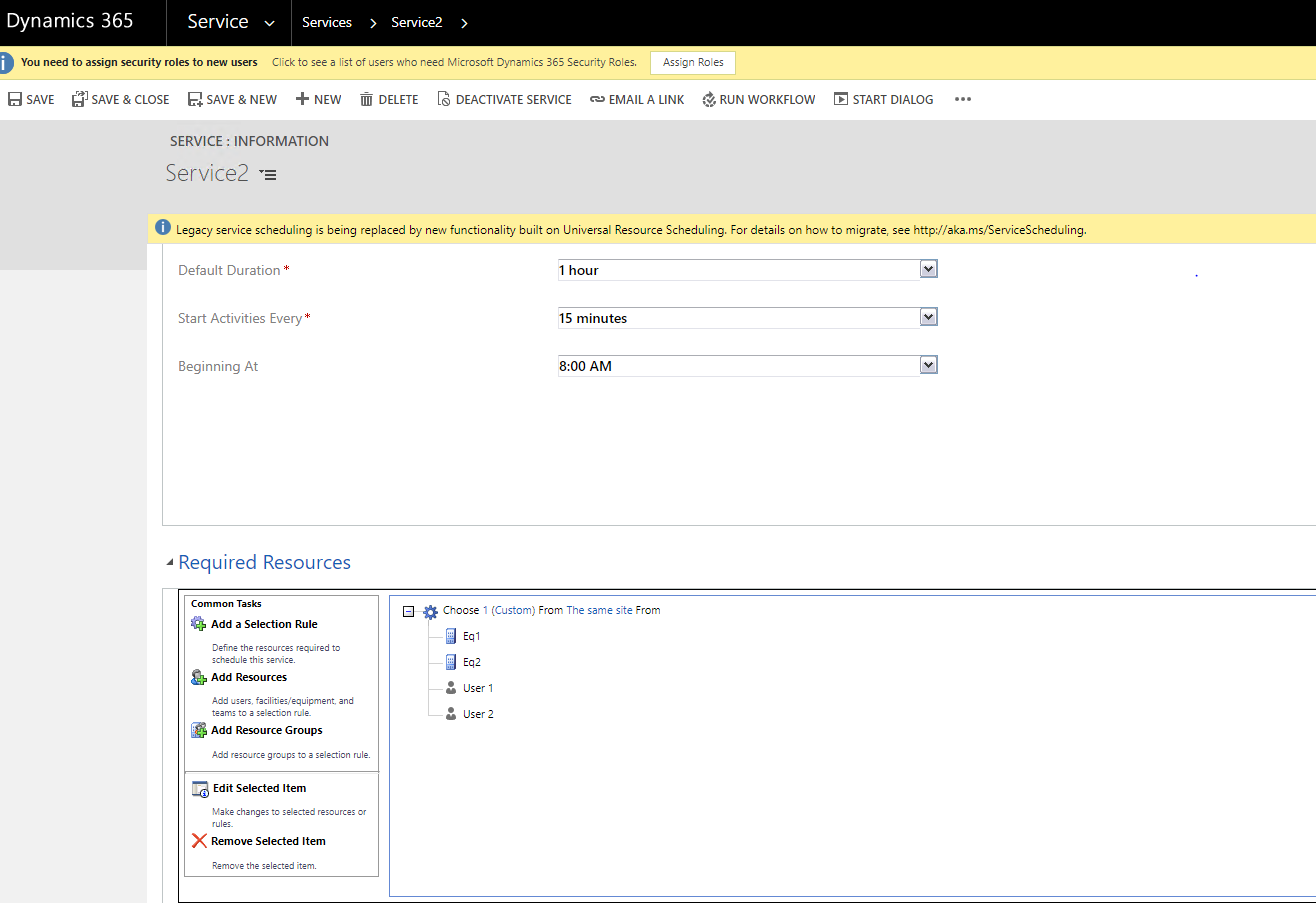 Dynamics 365 Service Services Service2
You need to assign security roles to new users Click to see a list of users who need Microsoft Dynamics 365 Security Roles. Assign Roles
SAVE SAVE & CLOSE SAVE & NEW NEW DELETE DEACTIVATE SERVICE EMAIL A LINK RUN WORKFLOW START DIALOG •••
SERVICE : INFORMATION
Service2
Legacy service scheduling is being replaced by new functionality built on Universal Resource Scheduling. For details on how to migrate, see http://aka.ms/ServiceScheduling.
Default Duration * 1 hour
Start Activities Every * 15 minutes
Beginning At 8:00 AM
Required Resources
Common Tasks
Add a Selection Rule
Define the resources required to
schedule this service.
Add Resources
Add users, facilities/equipment, and
teams to a selection rule.
Add Resource Groups
Add resource groups to a selection rule.
Edit Selected Item
Make changes to selected resources or
rules.
Remove Selected Item
Remove the selected item.
Choose 1 (Custom) From The same site From
Eq1
Eq2
User 1
User 2